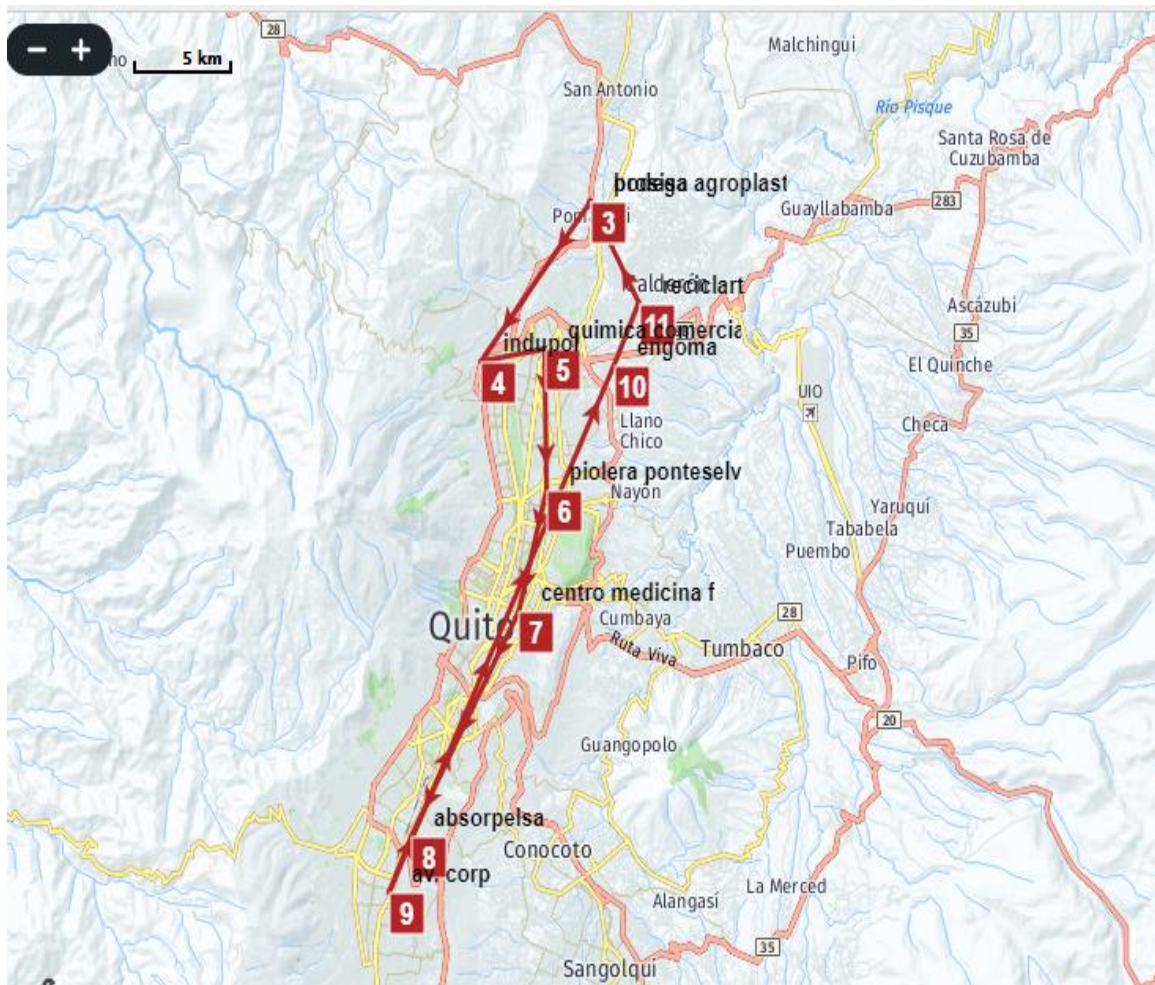 28
5 km
Malchingui
San Antonio
Río Pisque
Santa Rosa de
Cuzubamba
agroplast
283
Guayllabamba
3
reciclart
Ascázubi
11
quimica comercia
35
indupol
engoma
El Quinche
5
4
10
UIO
Llano
Chico
Checa
piolera ponteselv
Nayon
Yaruquí
6
Tababela
Puembo
centro medicina f
28
Cumbaya
Quito
7
Ruta Viva
Tumbaco
Pifo
20
Guangopolo
absorpelsa
8
Conocoto
av. corp
La Merced
9
Alangasí
35
Sangolqui